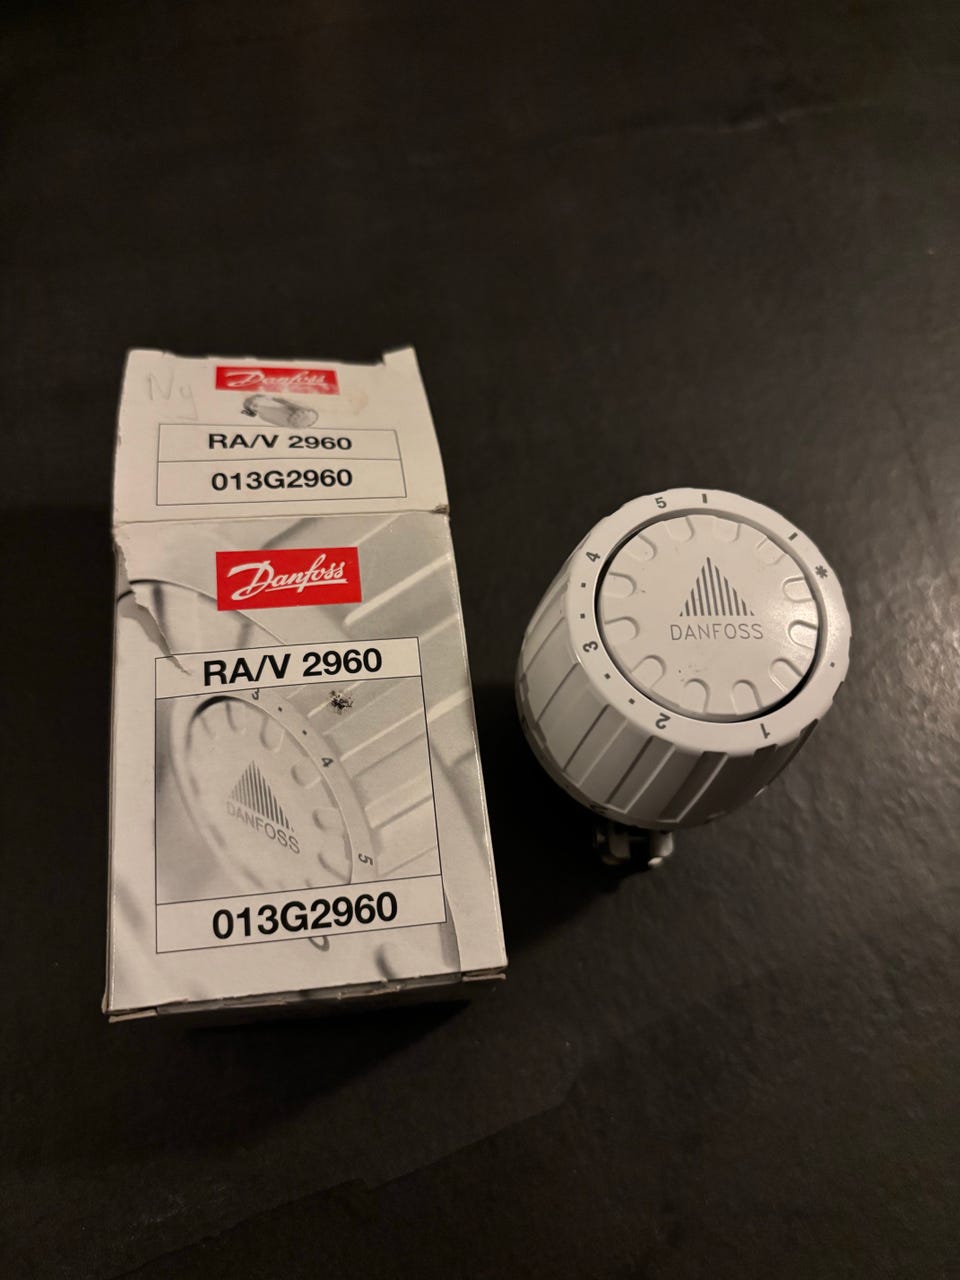 Ny
Danfoss
RA/V 2960
013G2960
Danfoss
RA/V 2960
3
4
DANFOSS
5
013G2960
5
4
*
DANFOSS
3
2
1